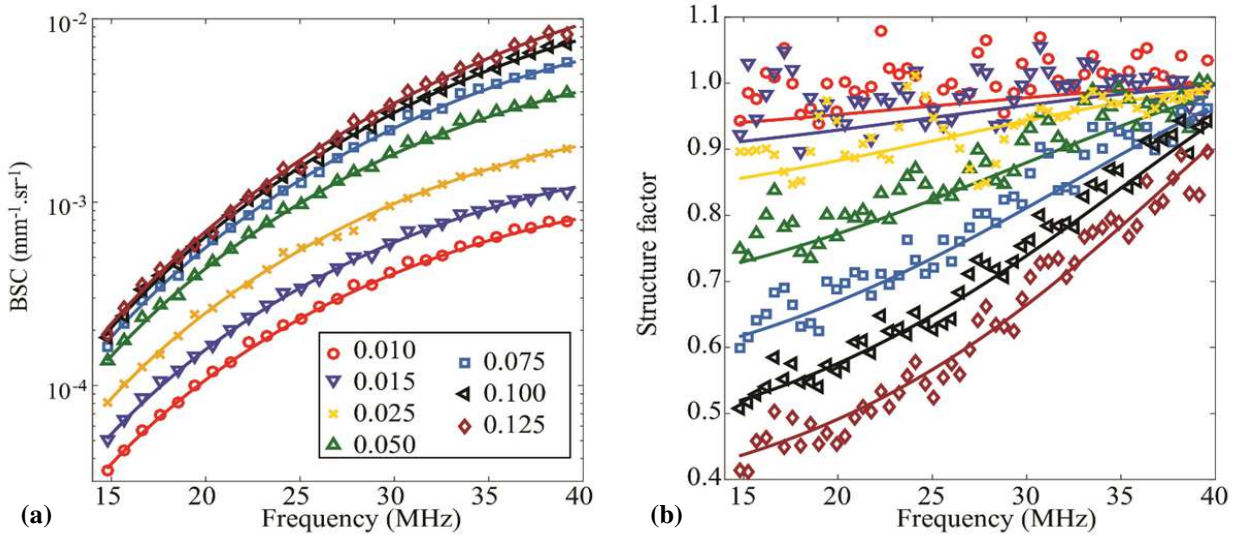 10⁻²
10⁻³
10⁻⁴
BSC (mm⁻¹.sr⁻¹)
0.010
0.015
0.025
0.050
0.075
0.100
0.125
15 20 25 30 35 40
Frequency (MHz)
(a)
1.1
1.0
0.9
0.8
0.7
0.6
0.5
0.4
Structure factor
15 20 25 30 35 40
Frequency (MHz)
(b)